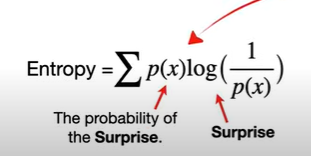 Entropy = ∑ p(x)log(1/p(x))
The probability of
the Surprise.
Surprise